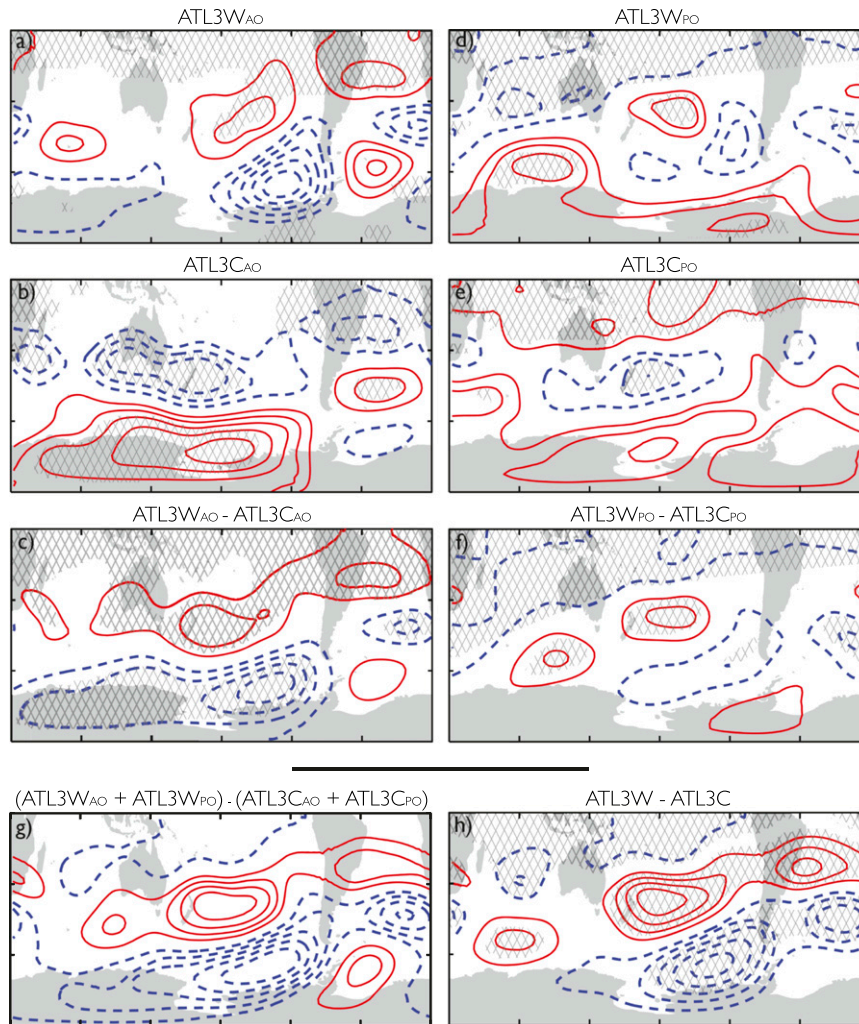 ATL3WAO
ATL3WPO
a)
d)
ATL3CAO
ATL3CPO
b)
e)
ATL3WAO - ATL3CAO
ATL3WPO - ATL3CPO
c)
f)
(ATL3WAO + ATL3WPO) - (ATL3CAO + ATL3CPO)
ATL3W - ATL3C
g)
h)